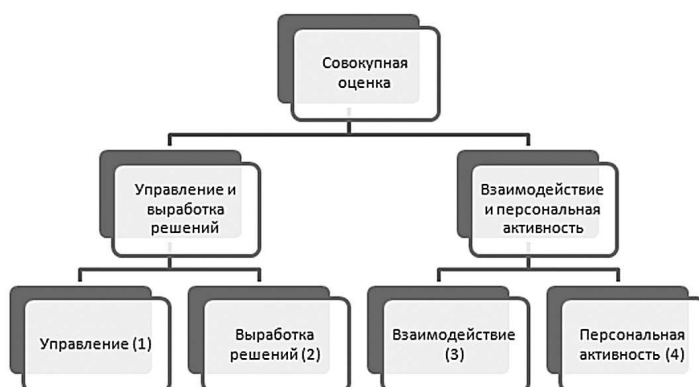 Совокупная
оценка
Управление и
выработка
решений
Взаимодействие
и персональная
активность
Управление (1)
Выработка
решений (2)
Взаимодействие
(3)
Персональная
активность (4)